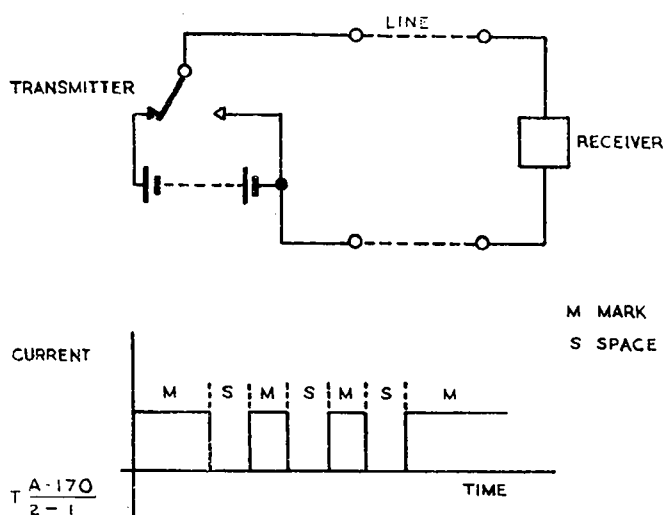 LINE
TRANSMITTER
RECEIVER
M MARK
S SPACE
CURRENT
M S M S M S M
TIME
T A-170
2-1